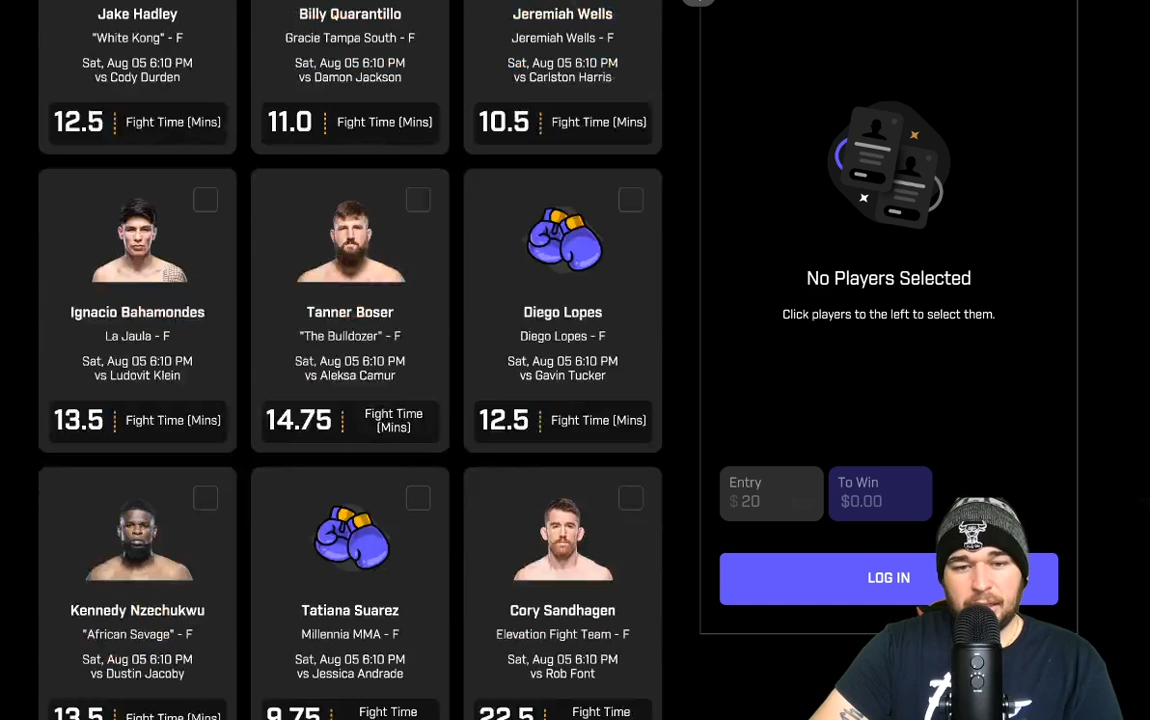 Jake Hadley
"White Kong" - F
Sat, Aug 05 6:10 PM
vs Cody Durden
12.5 Fight Time (Mins)
Billy Quarantillo
Gracie Tampa South - F
Sat, Aug 05 6:10 PM
vs Damon Jackson
11.0 Fight Time (Mins)
Jeremiah Wells
Jeremiah Wells - F
Sat, Aug 05 6:10 PM
vs Carlston Harris
10.5 Fight Time (Mins)
Ignacio Bahamondes
La Jaula - F
Sat, Aug 05 6:10 PM
vs Ludovit Klein
13.5 Fight Time (Mins)
Tanner Boser
"The Bulldozer" - F
Sat, Aug 05 6:10 PM
vs Aleksa Camur
14.75 Fight Time
(Mins)
Diego Lopes
Diego Lopes - F
Sat, Aug 05 6:10 PM
vs Gavin Tucker
12.5 Fight Time (Mins)
Kennedy Nzechukwu
"African Savage" - F
Sat, Aug 05 6:10 PM
vs Dustin Jacoby
13.5 Fight Time (Mins)
Tatiana Suarez
Millennia MMA - F
Sat, Aug 05 6:10 PM
vs Jessica Andrade
9.75 Fight Time
Cory Sandhagen
Elevation Fight Team - F
Sat, Aug 05 6:10 PM
vs Rob Font
22.5 Fight Time
No Players Selected
Click players to the left to select them.
Entry
$ 20
To Win
$0.00
LOG IN